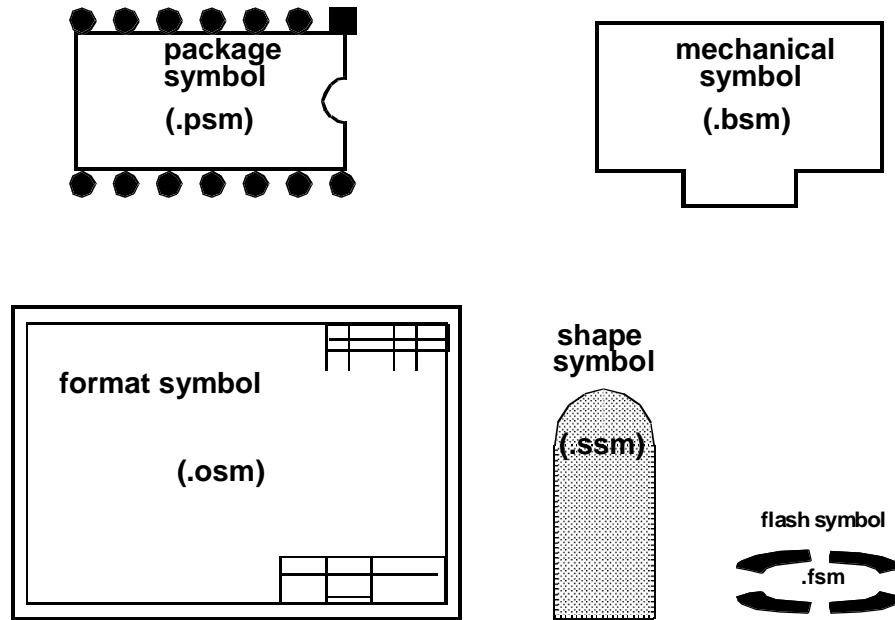 package
symbol
(.psm)
mechanical
symbol
(.bsm)
format symbol
(.osm)
shape
symbol
(.ssm)
flash symbol
.fsm